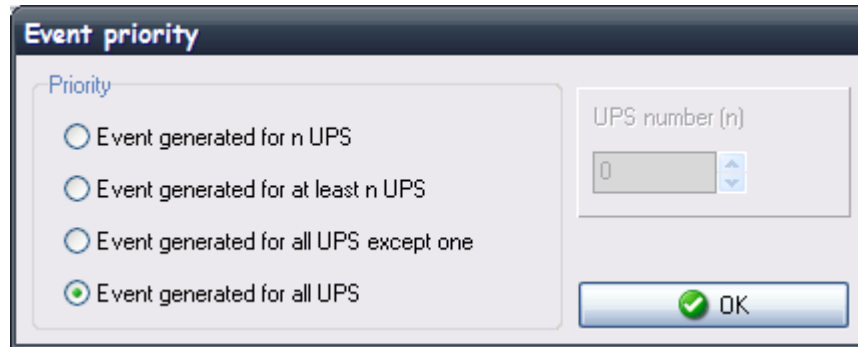 Event priority
Priority
Event generated for n UPS
Event generated for at least n UPS
Event generated for all UPS except one
Event generated for all UPS
UPS number (n)
0
OK